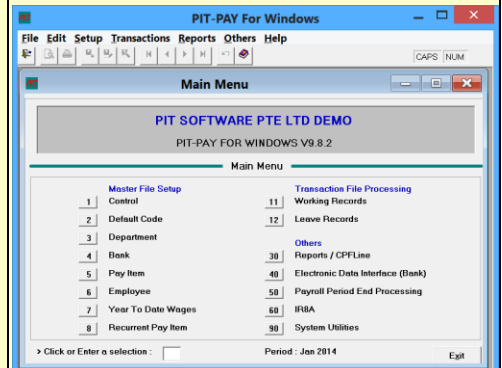 PIT-PAY For Windows
File Edit Setup Transactions Reports Others Help
CAPS NUM
Main Menu
PIT SOFTWARE PTE LTD DEMO
PIT-PAY FOR WINDOWS V9.8.2
Main Menu
Master File Setup
1 Control
2 Default Code
3 Department
4 Bank
5 Pay Item
6 Employee
7 Year To Date Wages
8 Recurrent Pay Item
Transaction File Processing
11 Working Records
12 Leave Records
Others
30 Reports / CPFLine
40 Electronic Data Interface (Bank)
50 Payroll Period End Processing
60 IR8A
90 System Utilities
> Click or Enter a selection :
Period : Jan 2014
Exit